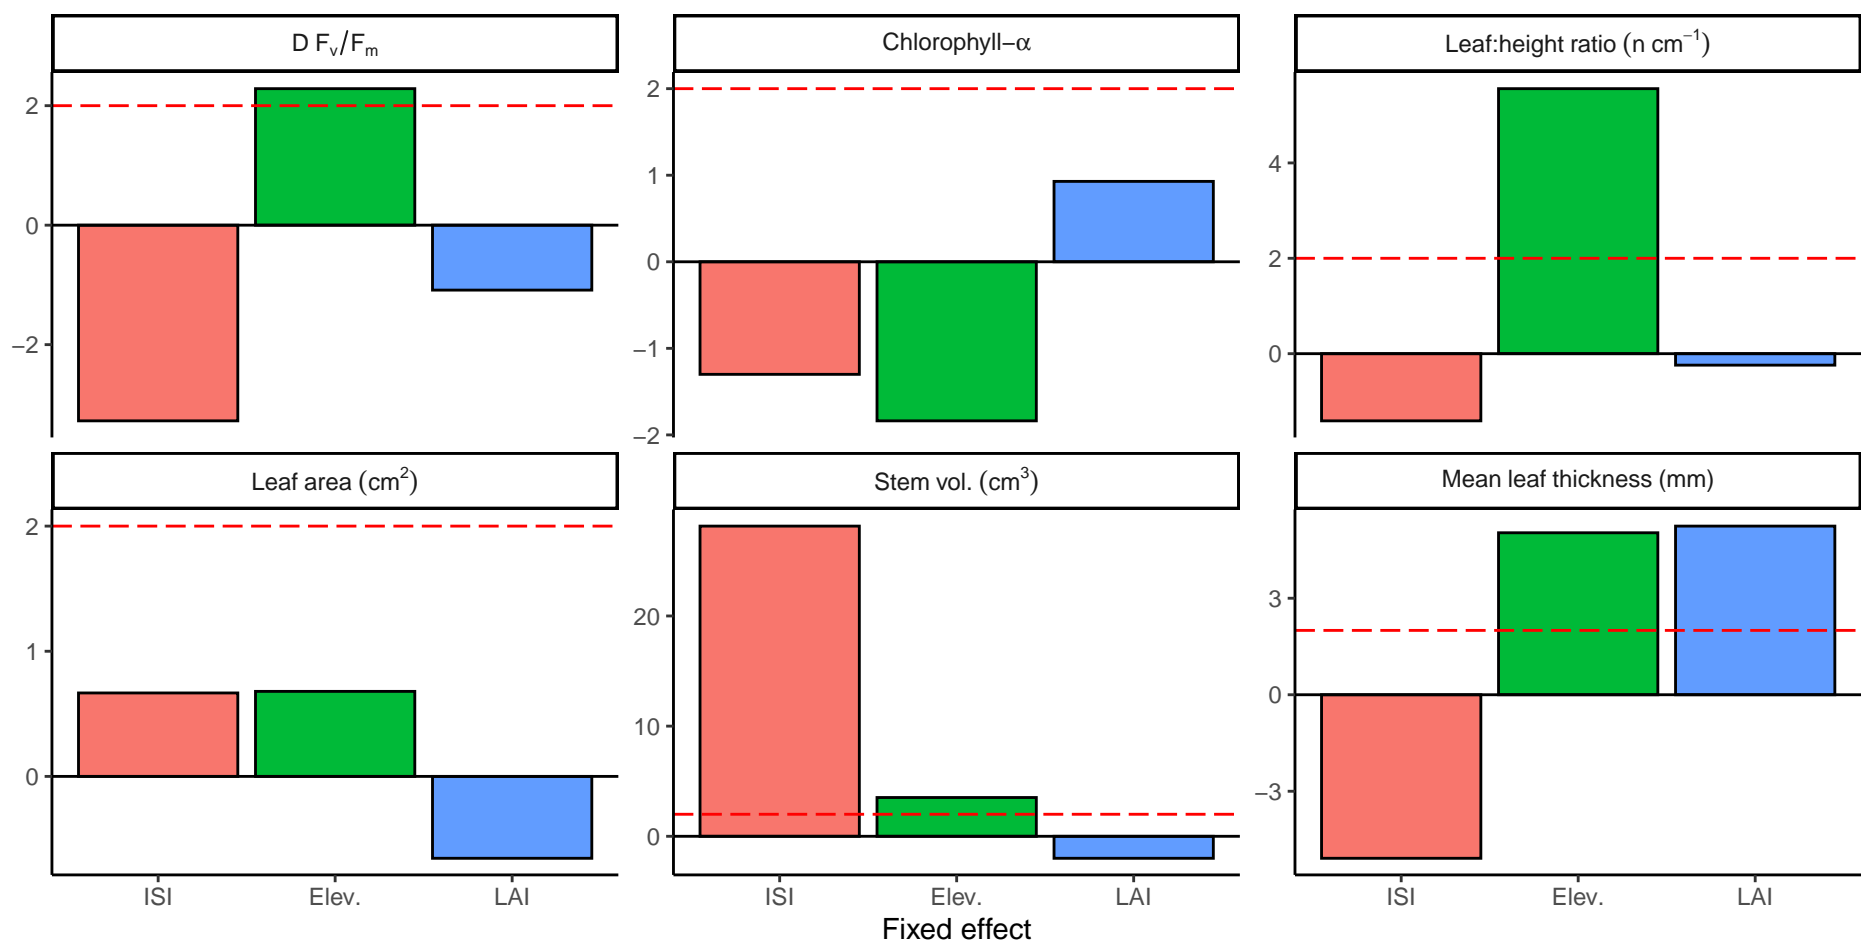 D Fv/Fm
Chlorophyll−α
Leaf:height ratio (n cm⁻¹)
2
0
−2
2
1
0
−1
−2
4
2
0
Leaf area (cm²)
Stem vol. (cm³)
Mean leaf thickness (mm)
2
1
0
20
10
0
3
0
−3
ISI Elev. LAI
ISI Elev. LAI
ISI Elev. LAI
Fixed effect